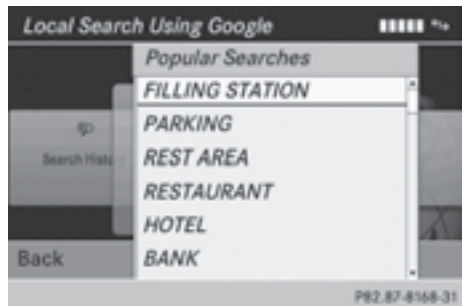 Local Search Using Google
Popular Searches
FILLING STATION
PARKING
Search Histo
REST AREA
RESTAURANT
HOTEL
Back
BANK
P82.87-8168-31